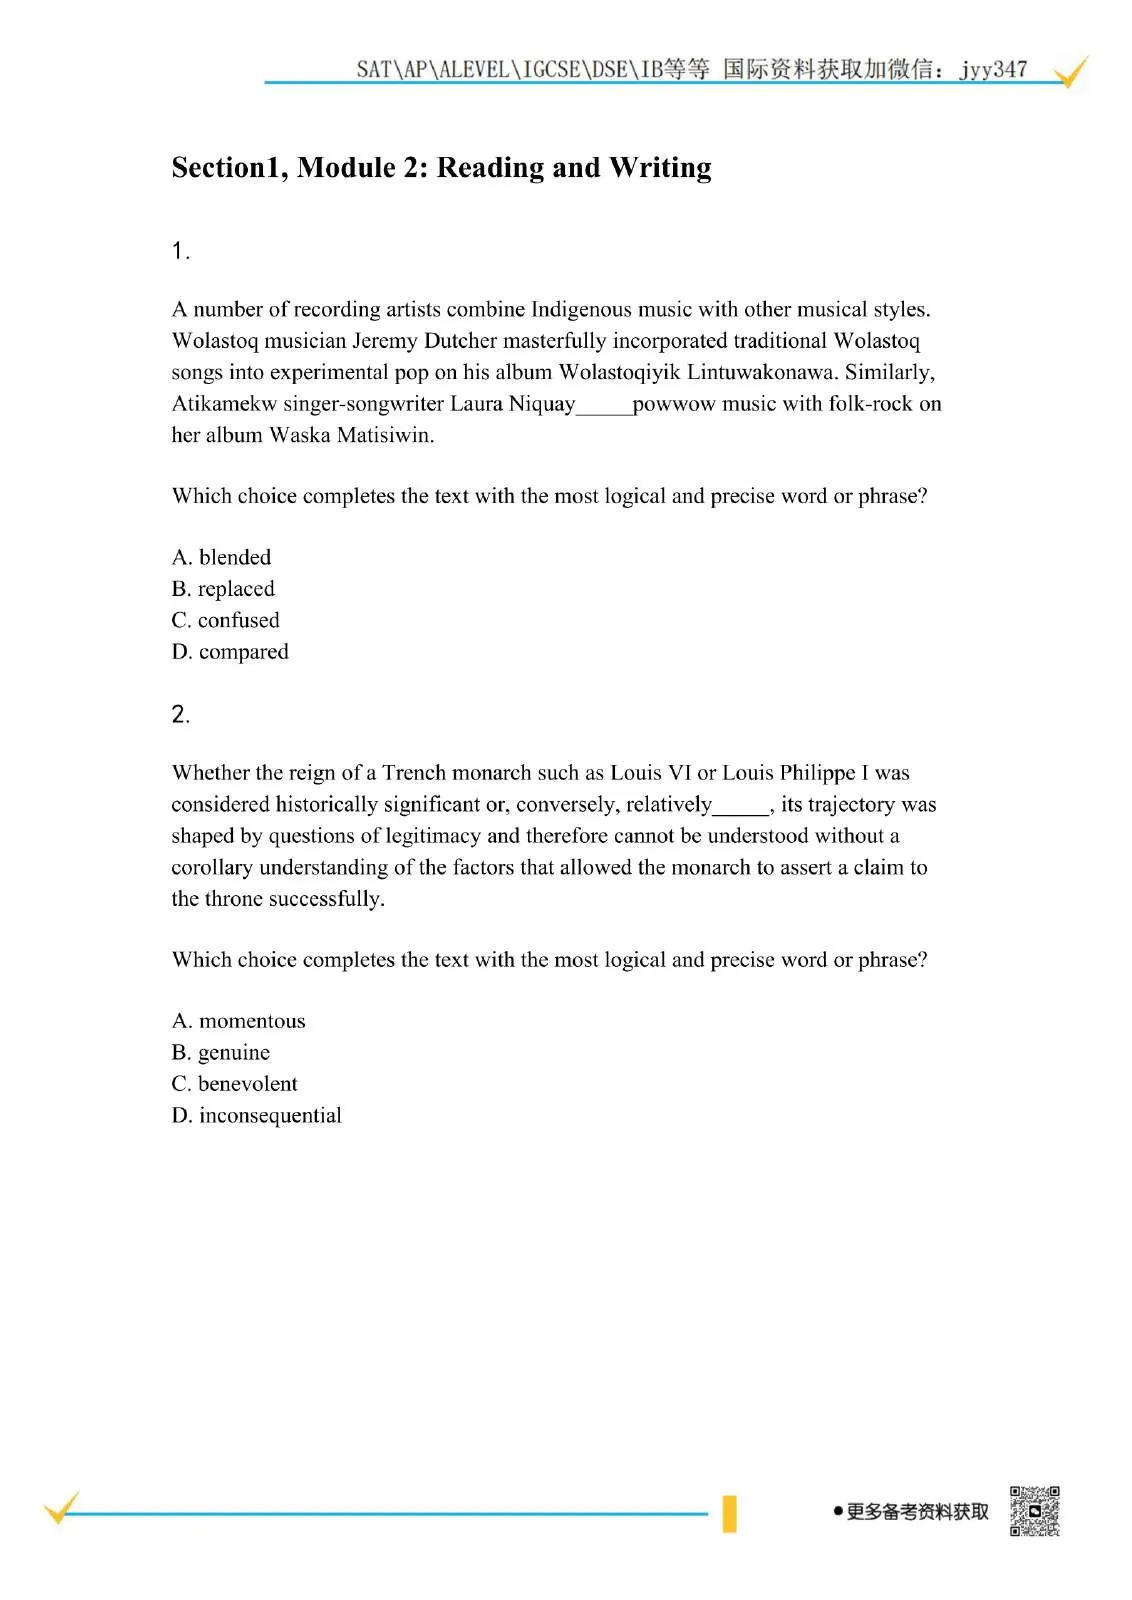 SAT\AP\ALEVEL\IGCSE\DSE\IB等等 国际资料获取加微信: jyy347
Section1, Module 2: Reading and Writing
1.
A number of recording artists combine Indigenous music with other musical styles.
Wolastoq musician Jeremy Dutcher masterfully incorporated traditional Wolastoq
songs into experimental pop on his album Wolastoqiyik Lintuwakonawa. Similarly,
Atikamekw singer-songwriter Laura Niquay_____powwow music with folk-rock on
her album Waska Matisiwin.
Which choice completes the text with the most logical and precise word or phrase?
A. blended
B. replaced
C. confused
D. compared
2.
Whether the reign of a Trench monarch such as Louis VI or Louis Philippe I was
considered historically significant or, conversely, relatively_____, its trajectory was
shaped by questions of legitimacy and therefore cannot be understood without a
corollary understanding of the factors that allowed the monarch to assert a claim to
the throne successfully.
Which choice completes the text with the most logical and precise word or phrase?
A. momentous
B. genuine
C. benevolent
D. inconsequential
●更多备考资料获取